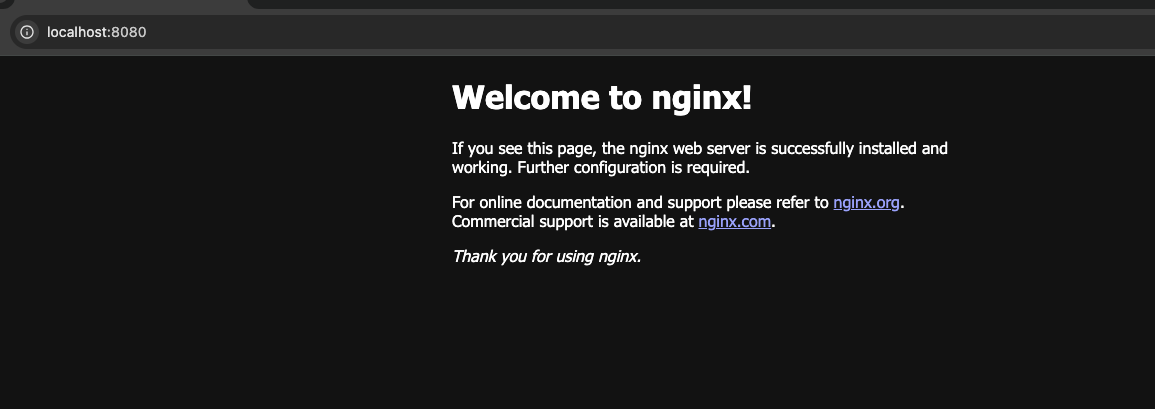 localhost:8080
Welcome to nginx!
If you see this page, the nginx web server is successfully installed and
working. Further configuration is required.
For online documentation and support please refer to nginx.org.
Commercial support is available at nginx.com.
Thank you for using nginx.